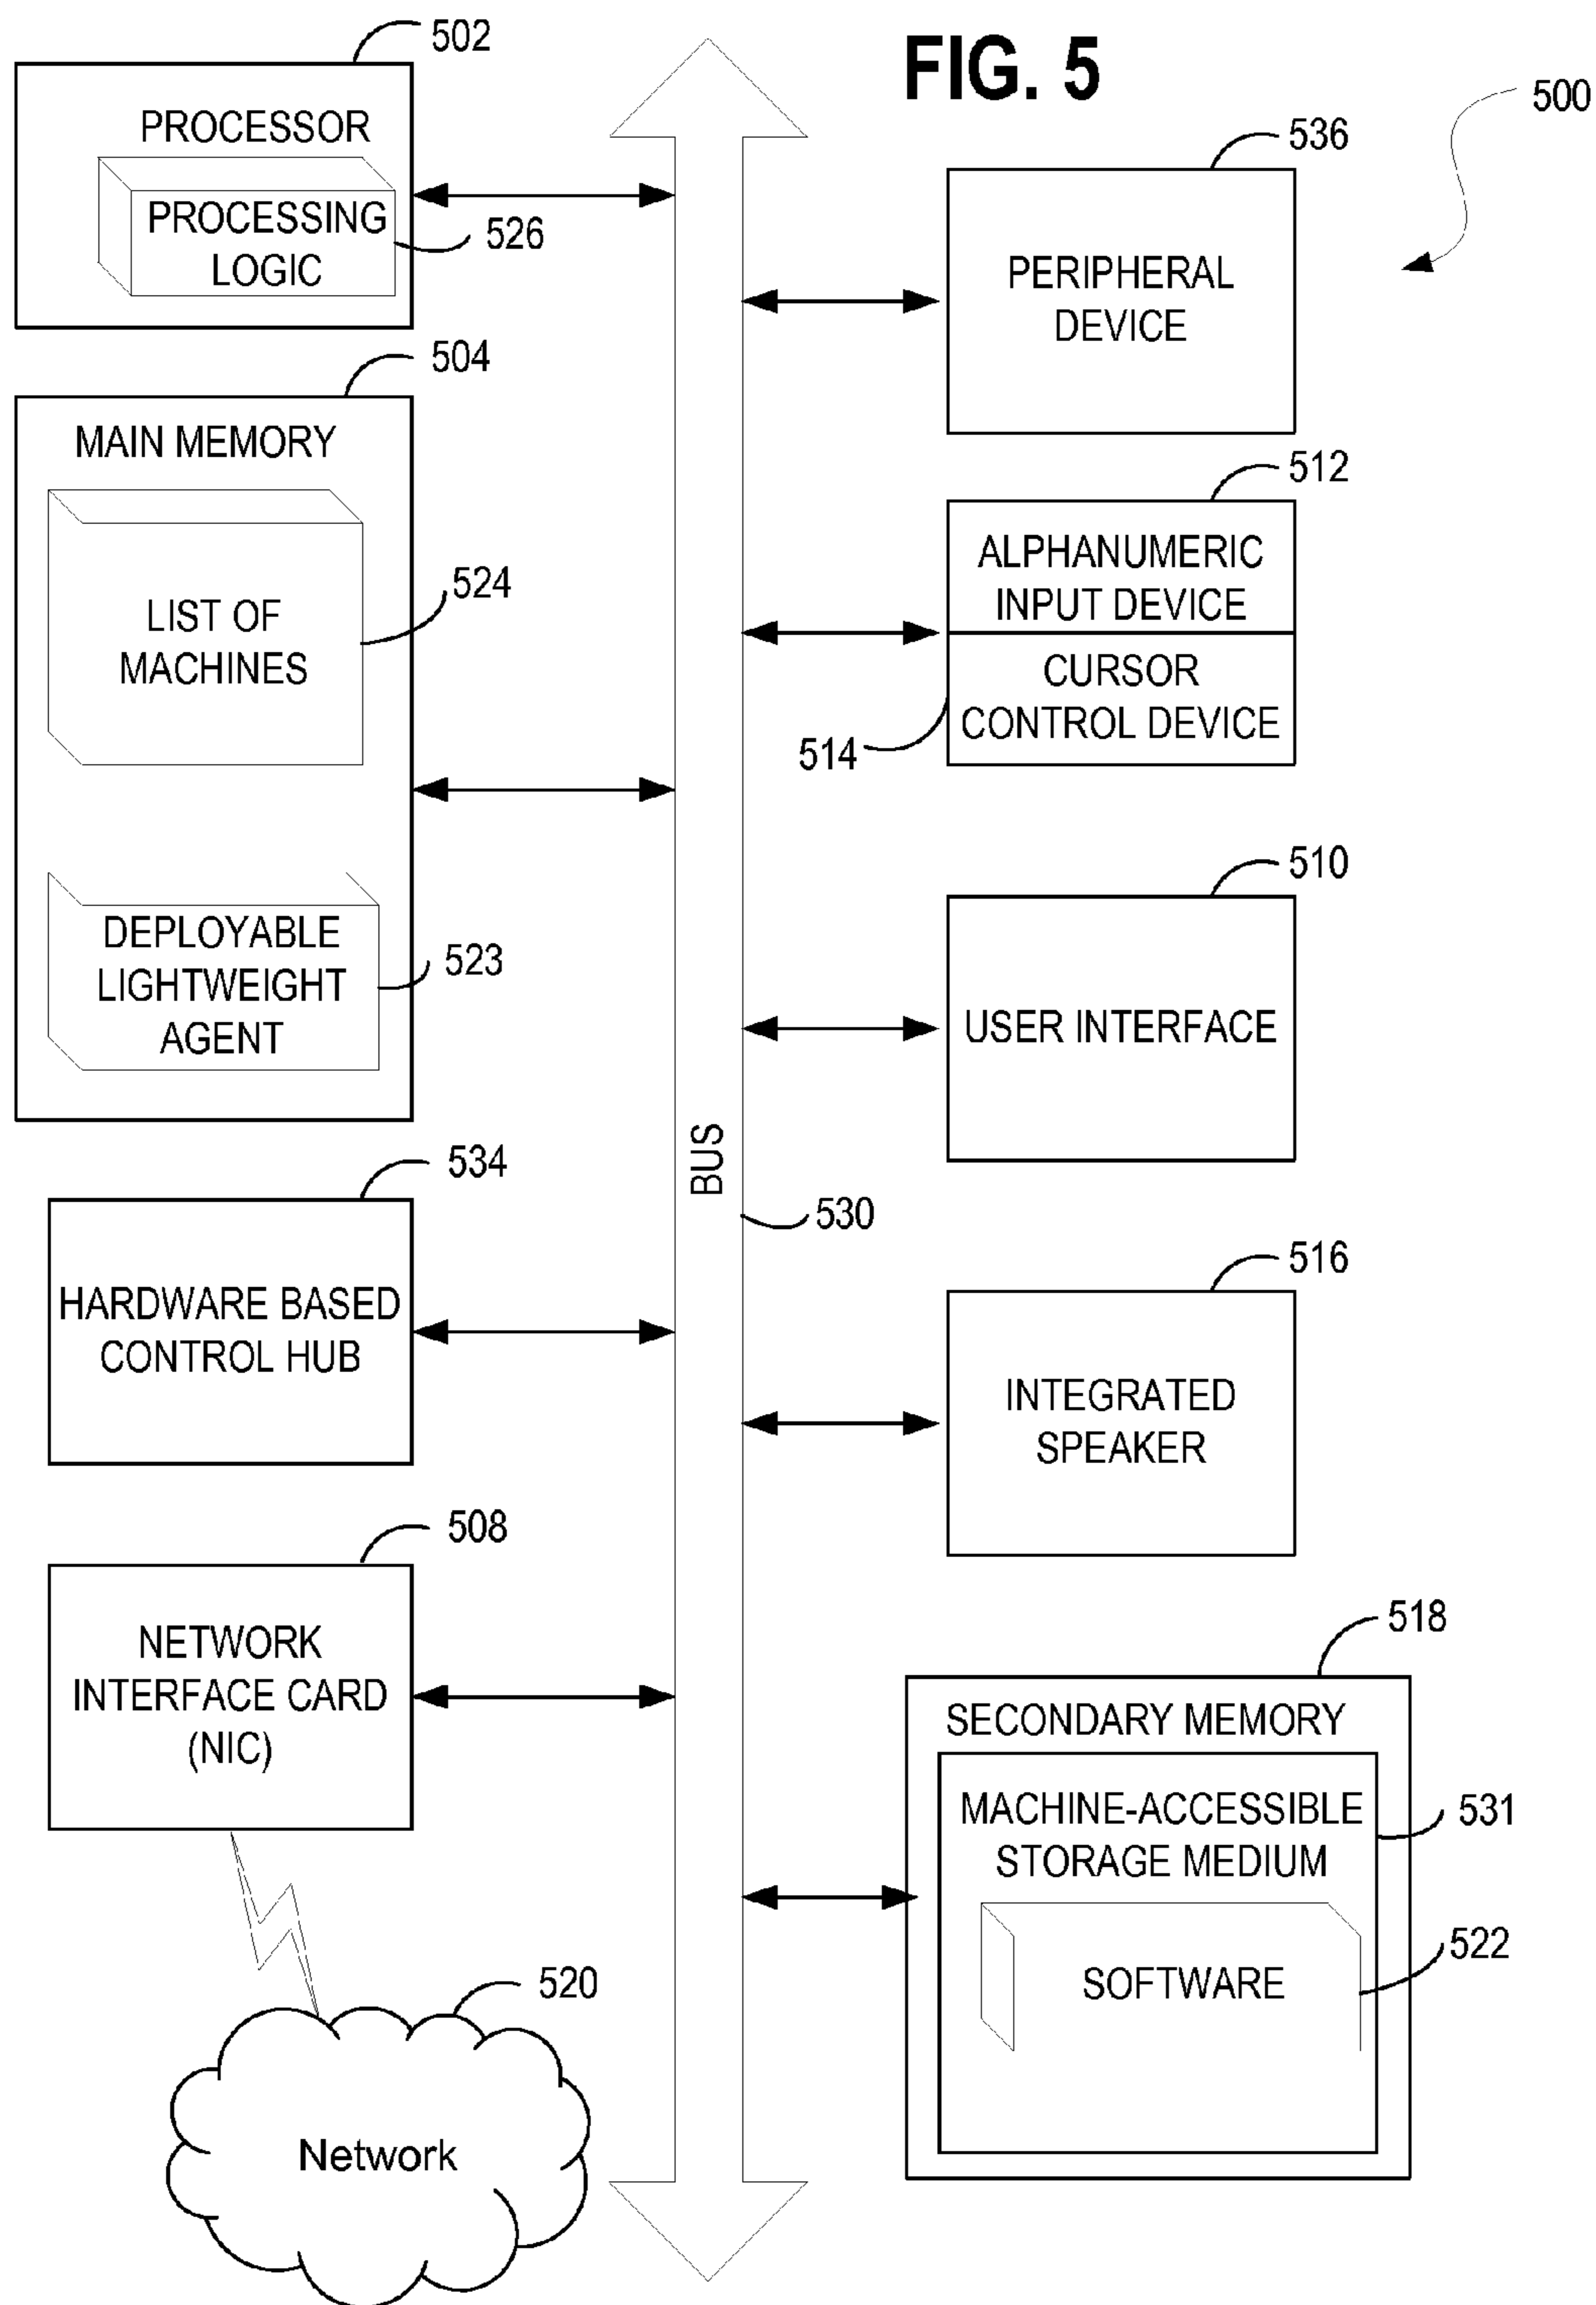 FIG. 5
500
502
PROCESSOR
PROCESSING
LOGIC
526
504
MAIN MEMORY
LIST OF
MACHINES
524
DEPLOYABLE
LIGHTWEIGHT
AGENT
523
534
HARDWARE BASED
CONTROL HUB
508
NETWORK
INTERFACE CARD
(NIC)
520
Network
BUS
530
536
PERIPHERAL
DEVICE
512
ALPHANUMERIC
INPUT DEVICE
CURSOR
CONTROL DEVICE
514
510
USER INTERFACE
516
INTEGRATED
SPEAKER
518
SECONDARY MEMORY
MACHINE-ACCESSIBLE
STORAGE MEDIUM
531
SOFTWARE
522